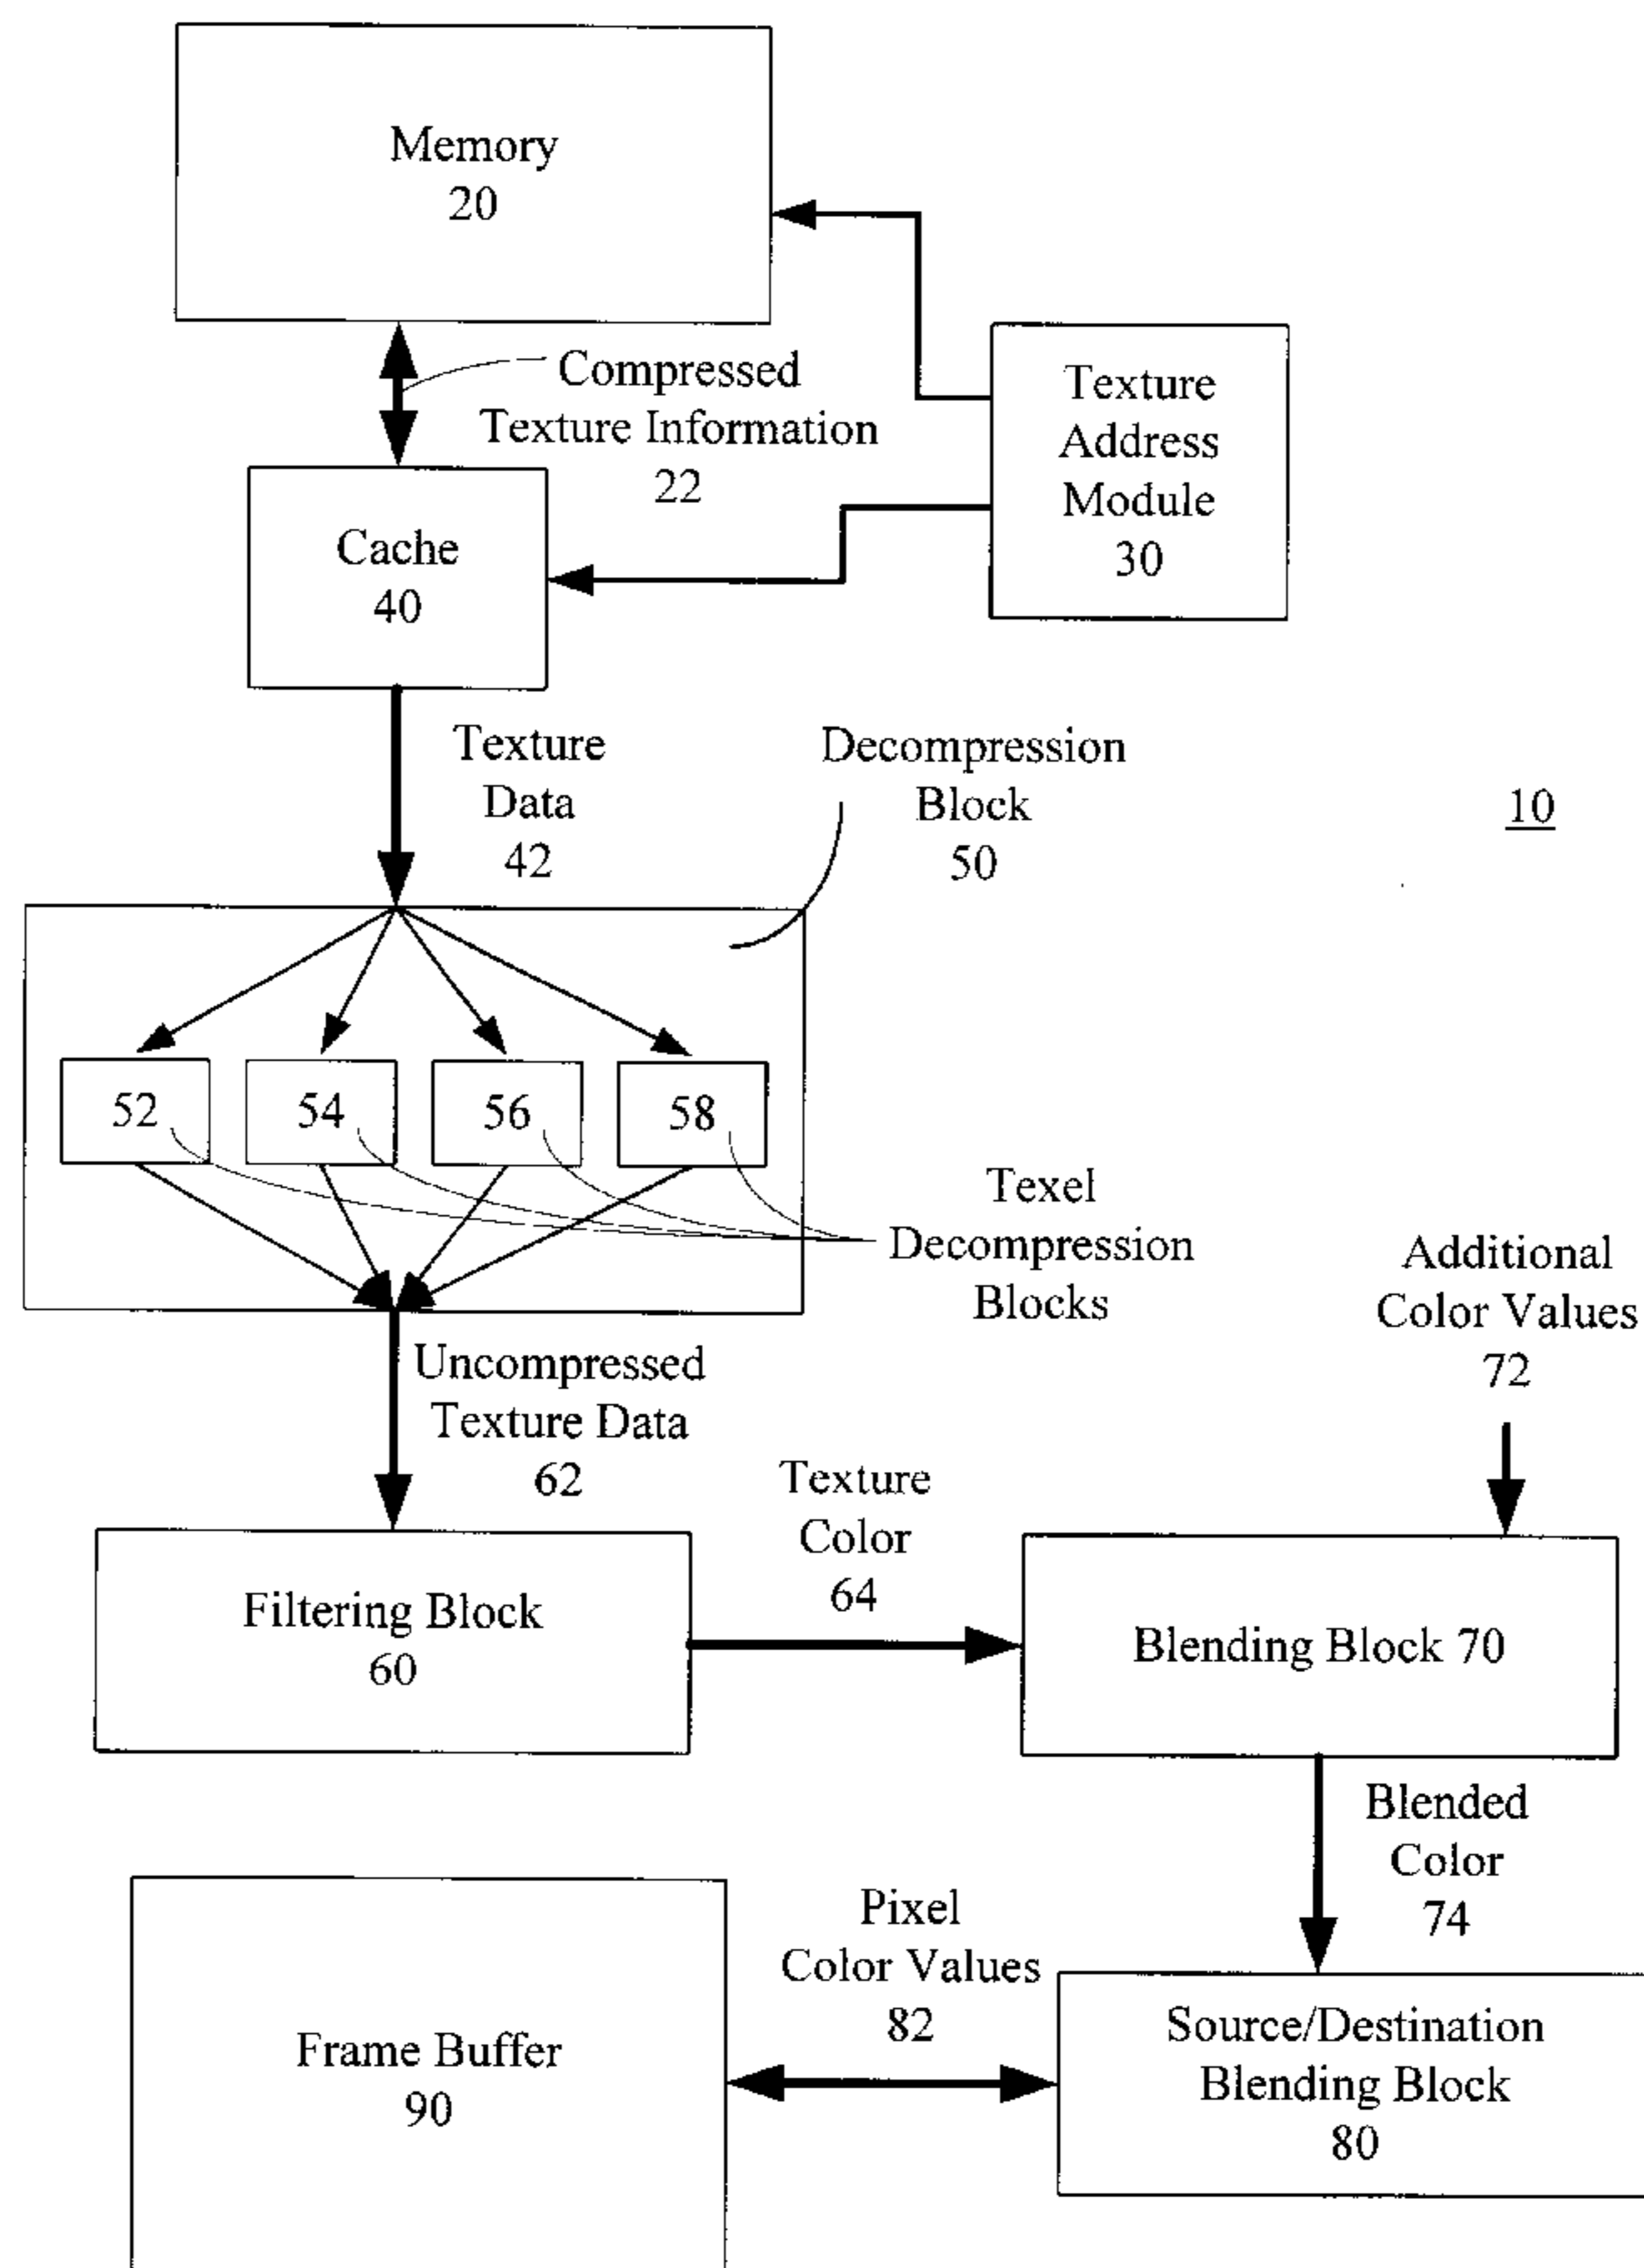 Memory
20
Compressed
Texture Information
22
Texture
Address
Module
30
Cache
40
Texture
Data
42
Decompression
Block
50
10
52
54
56
58
Texel
Decompression
Blocks
Additional
Color Values
72
Uncompressed
Texture Data
62
Texture
Color
64
Filtering Block
60
Blending Block 70
Blended
Color
74
Pixel
Color Values
82
Frame Buffer
90
Source/Destination
Blending Block
80